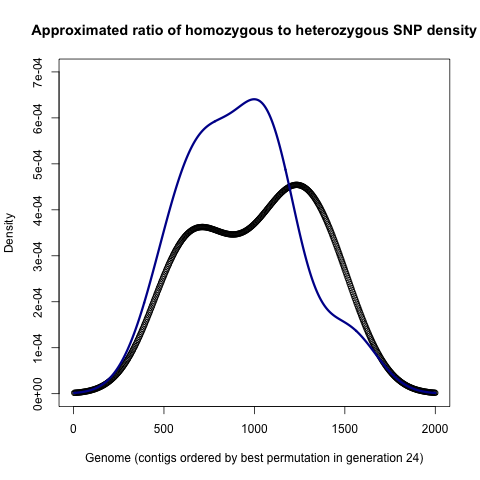 Approximated ratio of homozygous to heterozygous SNP density
Density
7e-04
6e-04
5e-04
4e-04
3e-04
2e-04
1e-04
0e+00
0 500 1000 1500 2000
Genome (contigs ordered by best permutation in generation 24)